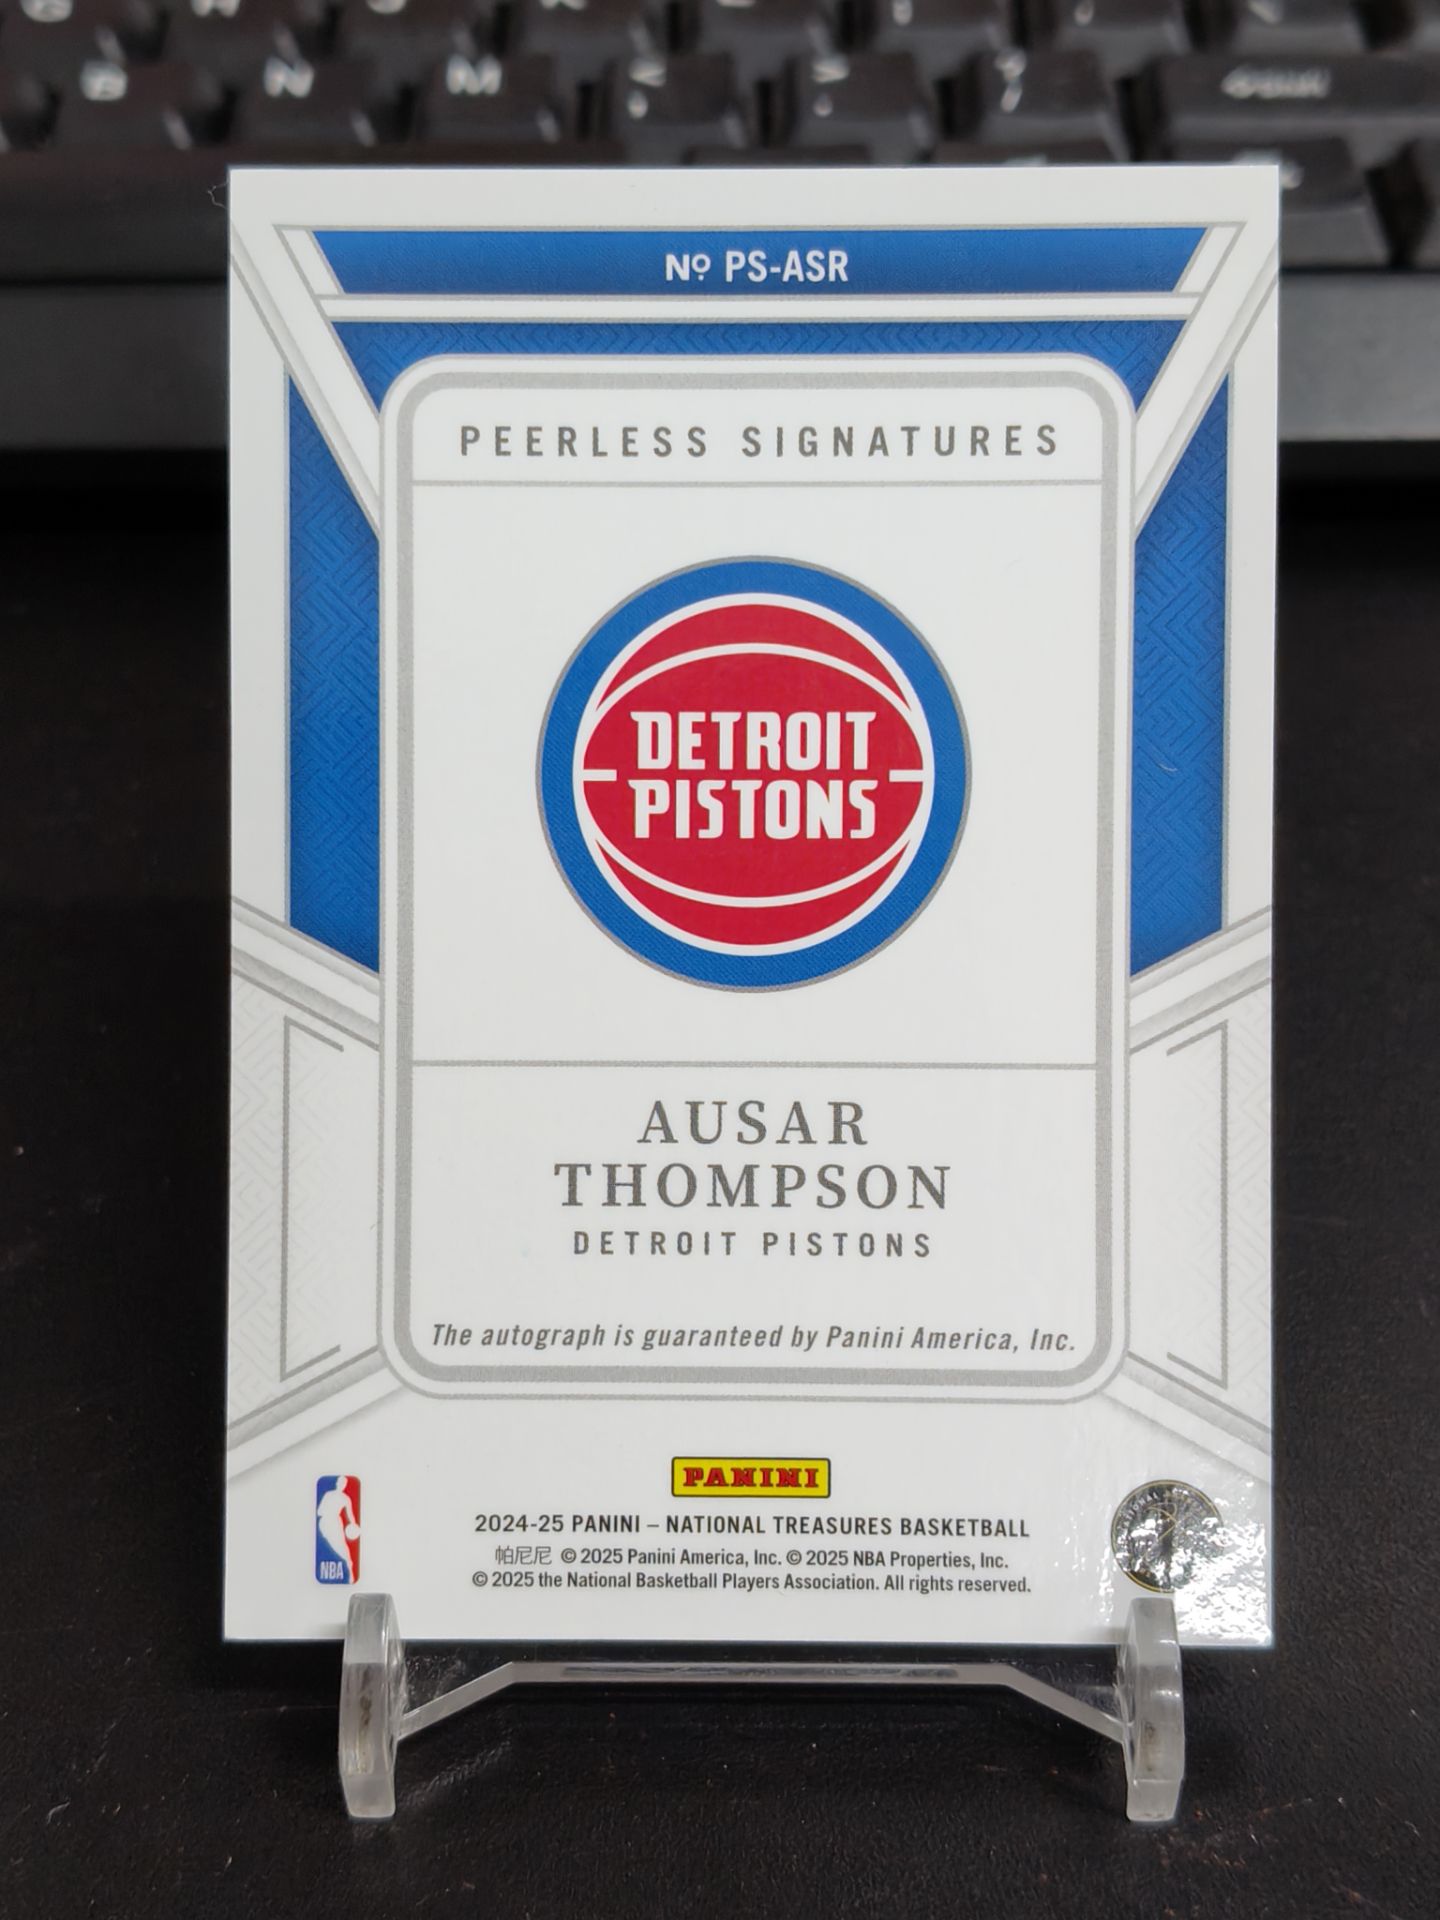 B N M
Nº PS-ASR
PEERLESS SIGNATURES
DETROIT
PISTONS
AUSAR
THOMPSON
DETROIT PISTONS
The autograph is guaranteed by Panini America, Inc.
PANINI
2024-25 PANINI – NATIONAL TREASURES BASKETBALL
帕尼尼 © 2025 Panini America, Inc. © 2025 NBA Properties, Inc.
© 2025 the National Basketball Players Association. All rights reserved.
NBA